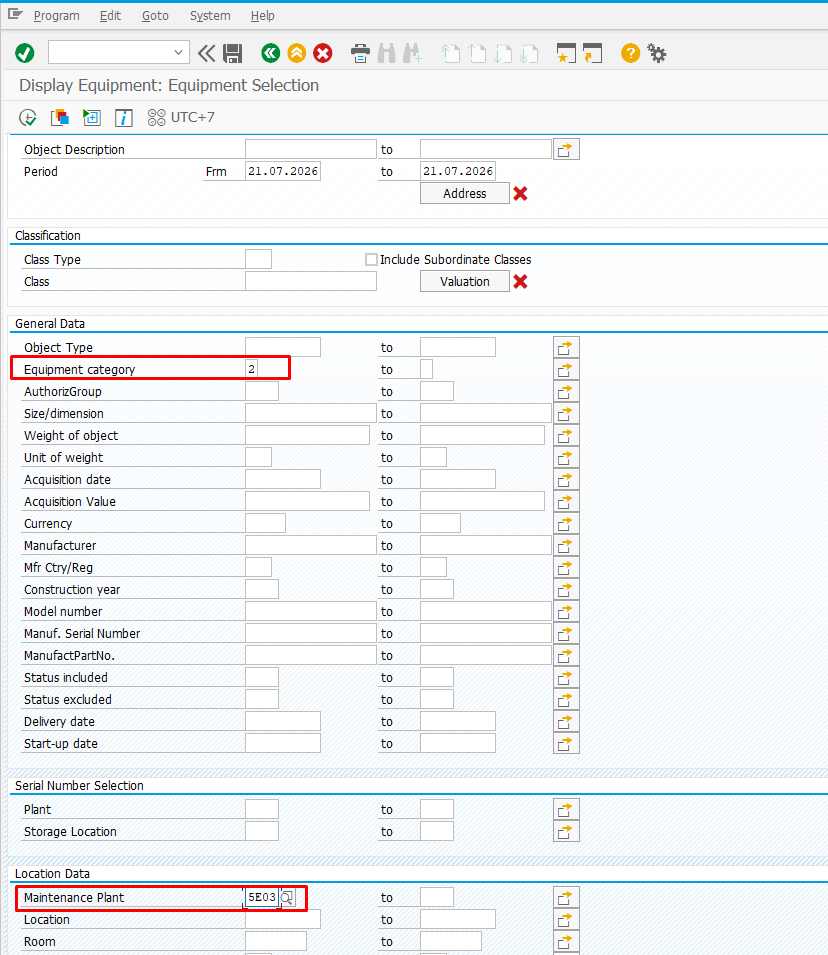 Program Edit Goto System Help
Display Equipment: Equipment Selection
UTC+7
Object Description to
Period Frm 21.07.2026 to 21.07.2026
Address
Classification
Class Type Include Subordinate Classes
Class Valuation
General Data
Object Type to
Equipment category 2 to
AuthorizGroup to
Size/dimension to
Weight of object to
Unit of weight to
Acquisition date to
Acquisition Value to
Currency to
Manufacturer to
Mfr Ctry/Reg to
Construction year to
Model number to
Manuf. Serial Number to
ManufactPartNo. to
Status included to
Status excluded to
Delivery date to
Start-up date to
Serial Number Selection
Plant to
Storage Location to
Location Data
Maintenance Plant 5E03 to
Location to
Room to